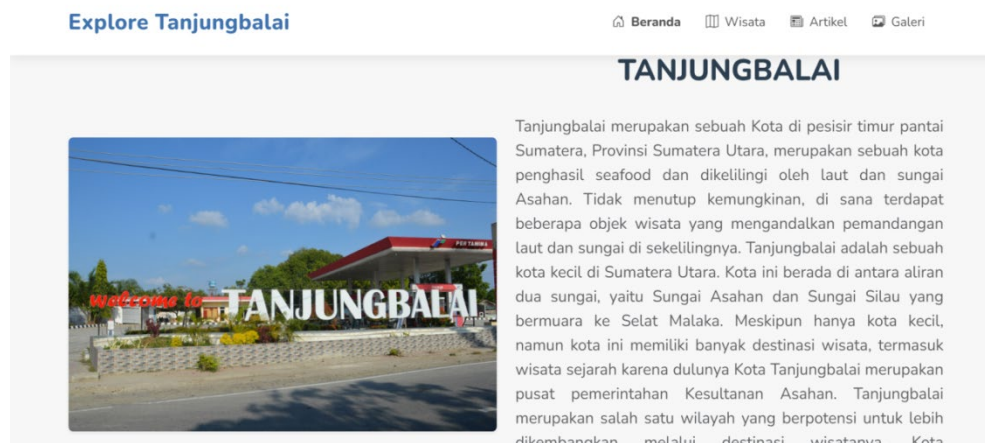 Explore Tanjungbalai
Beranda
Wisata
Artikel
Galeri
TANJUNGBALAI
welcome to TANJUNGBALAI
PERTAMINA
Tanjungbalai merupakan sebuah Kota di pesisir timur pantai
Sumatera, Provinsi Sumatera Utara, merupakan sebuah kota
penghasil seafood dan dikelilingi oleh laut dan sungai
Asahan. Tidak menutup kemungkinan, di sana terdapat
beberapa objek wisata yang mengandalkan pemandangan
laut dan sungai di sekelilingnya. Tanjungbalai adalah sebuah
kota kecil di Sumatera Utara. Kota ini berada di antara aliran
dua sungai, yaitu Sungai Asahan dan Sungai Silau yang
bermuara ke Selat Malaka. Meskipun hanya kota kecil,
namun kota ini memiliki banyak destinasi wisata, termasuk
wisata sejarah karena dulunya Kota Tanjungbalai merupakan
pusat pemerintahan Kesultanan Asahan. Tanjungbalai
merupakan salah satu wilayah yang berpotensi untuk lebih
dikembangkan melalui destinasi wisatanya. Kota